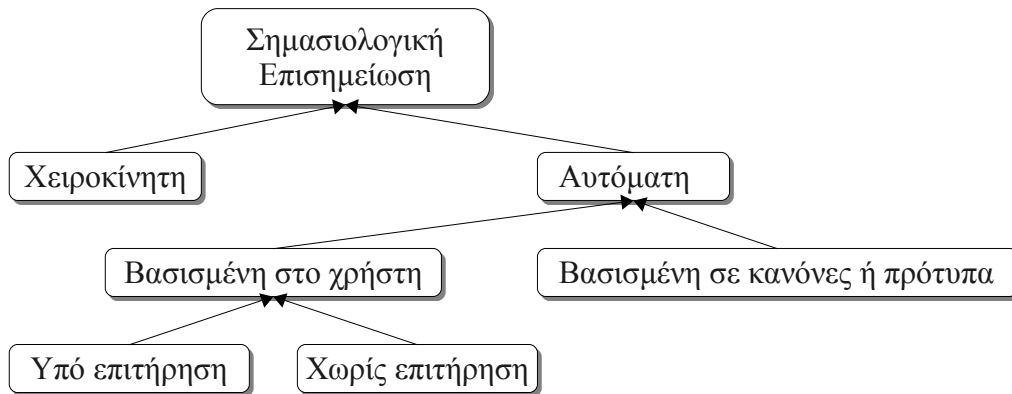 Σημασιολογική
Επισημείωση
Χειροκίνητη
Αυτόματη
Βασισμένη στο χρήστη
Βασισμένη σε κανόνες ή πρότυπα
Υπό επιτήρηση
Χωρίς επιτήρηση